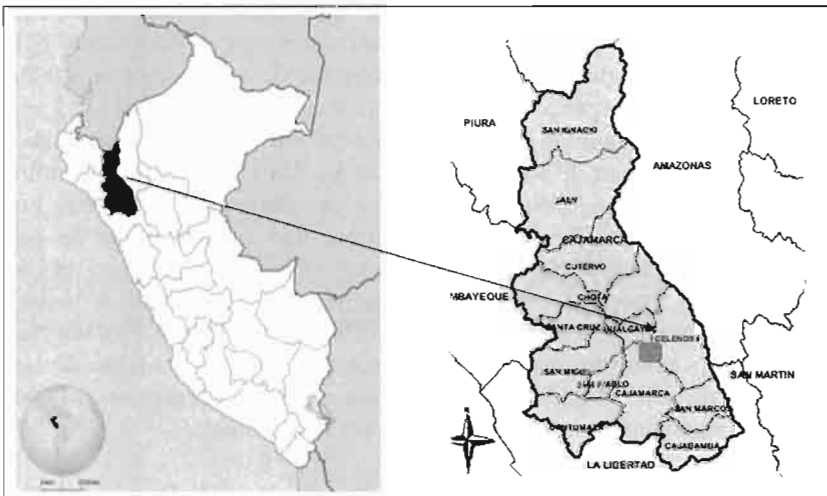 LORETO
PIURA
SAN IGNACIO
AMAZONAS
JAEN
CAJAMARCA
CUTERVO
CHOTA
MBAYEQUE
SANTA CRUZ
HUALGAYOC
CELENDIN
SAN MIGUEL
SAN PABLO
SAN MARTIN
CAJAMARCA
SAN MARCOS
CONTUMAZA
CAJABAMBA
LA LIBERTAD